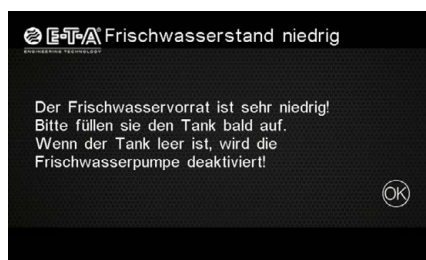 E-T-A Frischwasserstand niedrig
ENGINEERING TECHNOLOGY
Der Frischwasservorrat ist sehr niedrig!
Bitte füllen sie den Tank bald auf.
Wenn der Tank leer ist, wird die
Frischwasserpumpe deaktiviert!
OK